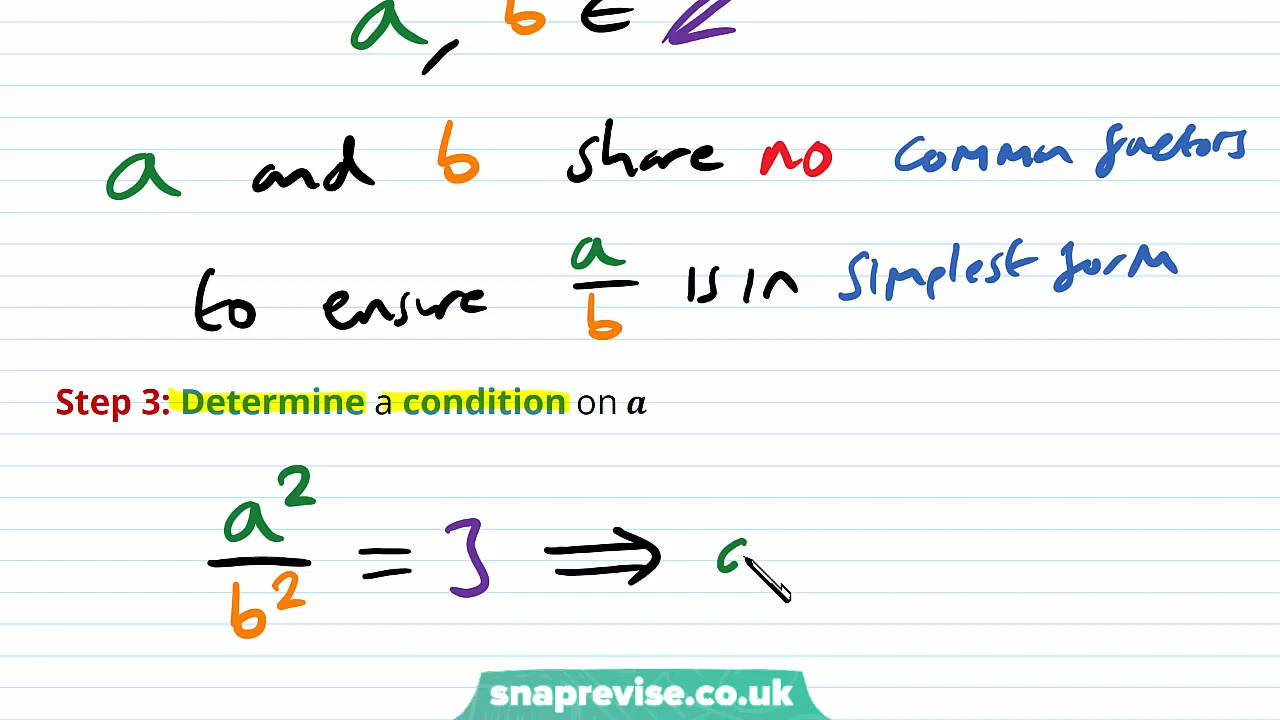 a, b ∈ Z
a and b share no common factors
to ensure a/b is in simplest form
Step 3: Determine a condition on a
a²/b² = 3 ⟹ a
snaprevise.co.uk